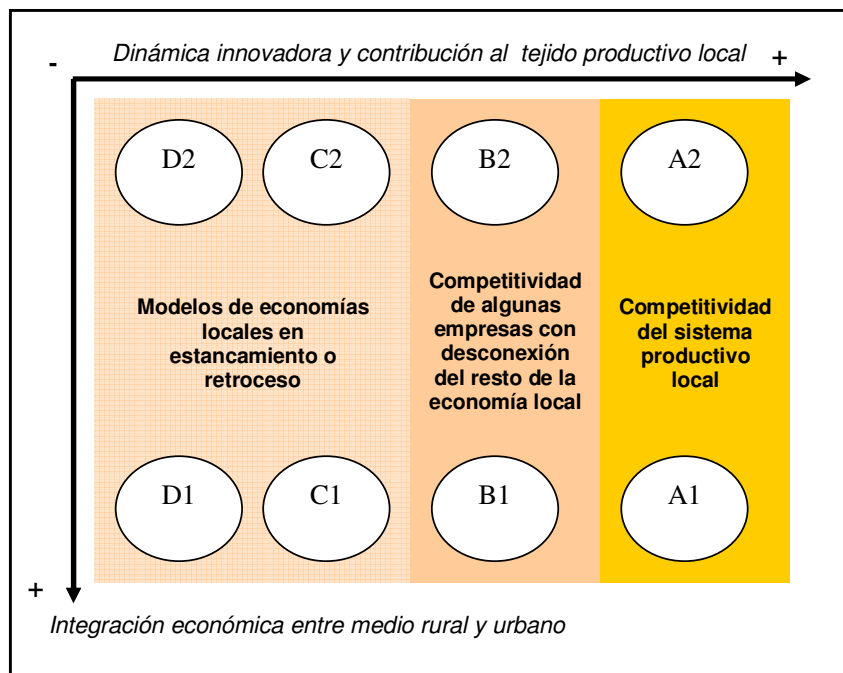 Dinámica innovadora y contribución al tejido productivo local
- +
D2 C2 B2 A2
Modelos de economías
locales en
estancamiento o
retroceso
Competitividad
de algunas
empresas con
desconexión
del resto de la
economía local
Competitividad
del sistema
productivo
local
D1 C1 B1 A1
+
Integración económica entre medio rural y urbano